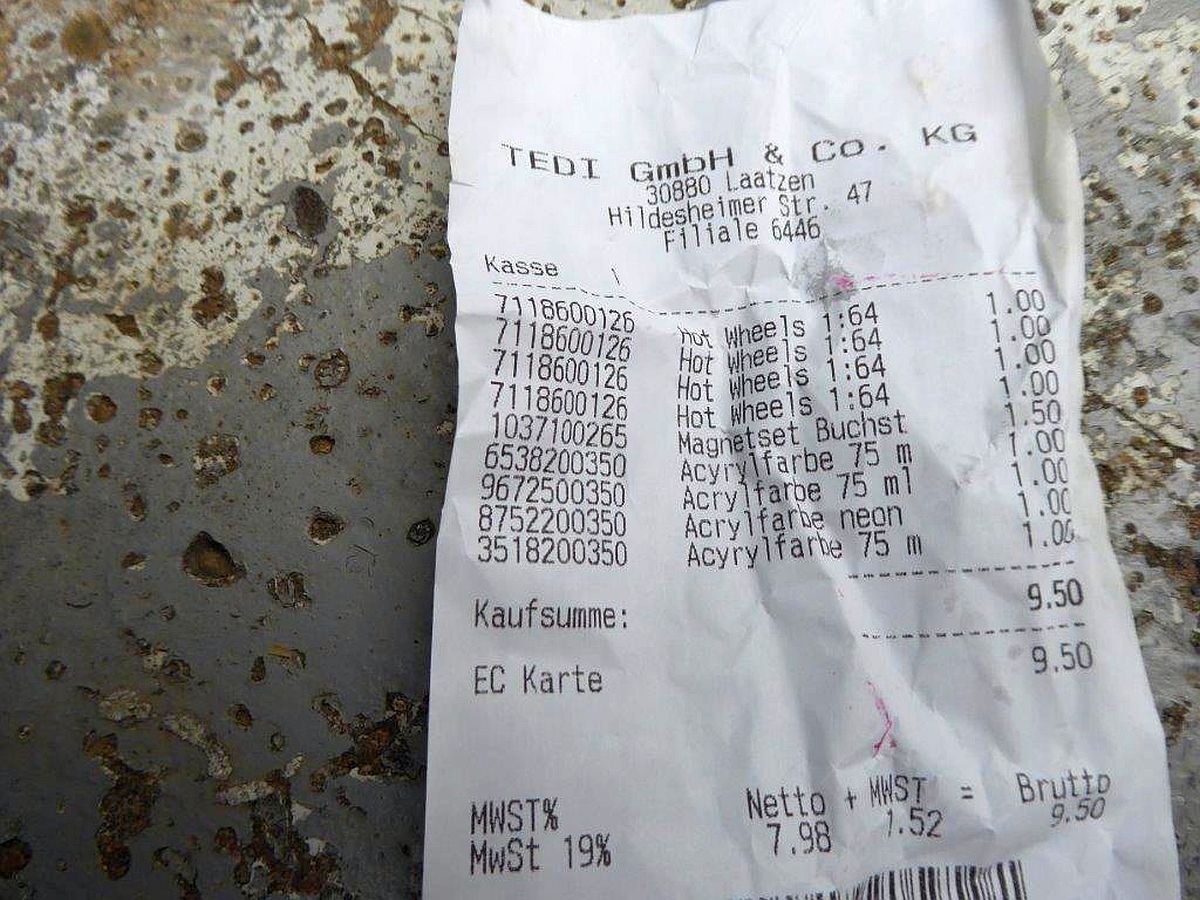 TEDI GmbH & Co. KG
30880 Laatzen
Hildesheimer Str. 47
Filiale 6446
Kasse
7118600126 Hot Wheels 1:64 1.00
7118600126 Hot Wheels 1:64 1.00
7118600126 Hot Wheels 1:64 1.00
7118600126 Hot Wheels 1:64 1.00
1037100265 Magnetset Buchst 1.50
6538200350 Acyrylfarbe 75 m 1.00
9672500350 Acrylfarbe 75 ml 1.00
8752200350 Acrylfarbe neon 1.00
3518200350 Acyrylfarbe 75 m 1.00
9.50
Kaufsumme:
9.50
EC Karte
MWST% Netto + MWST = Brutto
MwSt 19% 7.98 1.52 9.50